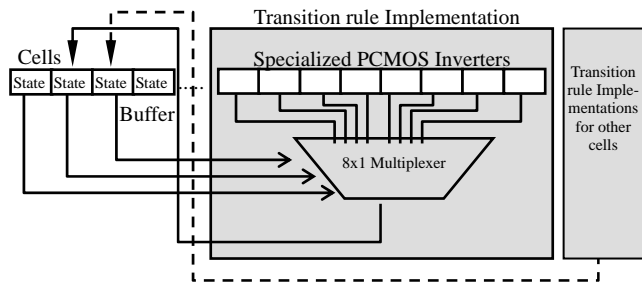 Transition rule Implementation
Cells
Specialized PCMOS Inverters
State State State State
Buffer
8x1 Multiplexer
Transition
rule Imple-
mentations
for other
cells